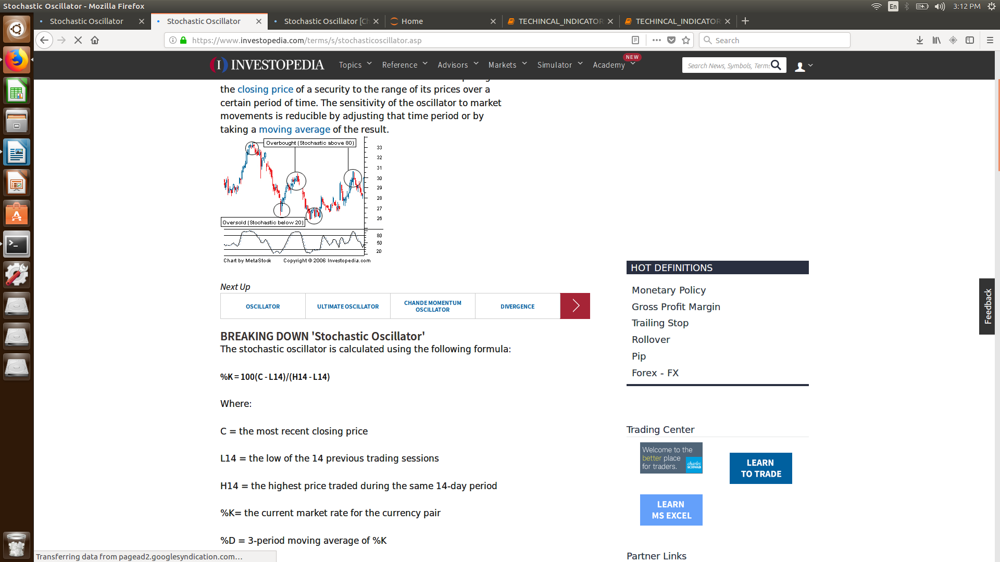 Stochastic Oscillator - Mozilla Firefox
En
3:12 PM
Stochastic Oscillator
Stochastic Oscillator
Stochastic Oscillator [Ch
Home
TECHINCAL_INDICATOR
TECHINCAL_INDICATOR
https://www.investopedia.com/terms/s/stochasticoscillator.asp
Search
INVESTOPEDIA
Topics
Reference
Advisors
Markets
Simulator
Academy
NEW
Search News, Symbols, Terms
the closing price of a security to the range of its prices over a
certain period of time. The sensitivity of the oscillator to market
movements is reducible by adjusting that time period or by
taking a moving average of the result.
Overbought (Stochastic above 80)
33
32
31
30
29
28
27
26
Oversold (Stochastic below 20)
80
50
20
Chart by MetaStock
Copyright © 2006 Investopedia.com
Next Up
OSCILLATOR
ULTIMATE OSCILLATOR
CHANDE MOMENTUM
OSCILLATOR
DIVERGENCE
BREAKING DOWN 'Stochastic Oscillator'
The stochastic oscillator is calculated using the following formula:
%K = 100(C - L14)/(H14 - L14)
Where:
C = the most recent closing price
L14 = the low of the 14 previous trading sessions
H14 = the highest price traded during the same 14-day period
%K= the current market rate for the currency pair
%D = 3-period moving average of %K
HOT DEFINITIONS
Monetary Policy
Gross Profit Margin
Trailing Stop
Rollover
Pip
Forex - FX
Feedback
Trading Center
Welcome to the
better place
for traders.
charles
SCHWAB
LEARN
TO TRADE
LEARN
MS EXCEL
Partner Links
Transferring data from pagead2.googlesyndication.com…